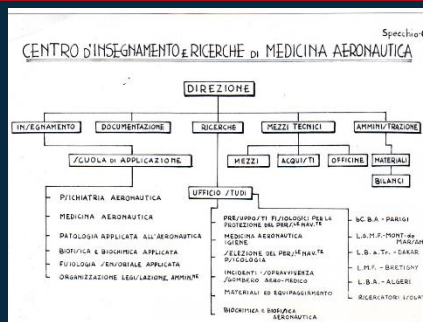 Specchio
CENTRO D'INSEGNAMENTO E RICERCHE DI MEDICINA AERONAUTICA
DIREZIONE
INSEGNAMENTO
DOCUMENTAZIONE
RICERCHE
MEZZI TECNICI
AMMINISTRAZIONE
SCUOLA DI APPLICAZIONE
MEZZI
ACQUISTI
OFFICINE
MATERIALI
BILANCI
UFFICIO STUDI
PSICHIATRIA AERONAUTICA
MEDICINA AERONAUTICA
PATOLOGIA APPLICATA ALL'AERONAUTICA
BIOFISICA E BIOCHIMICA APPLICATA
FISIOLOGIA SENSORIALE APPLICATA
ORGANIZZAZIONE LEGISLAZIONE, AMMIN.NE
PRESUPPOSTI FISIOLOGICI PER LA
PROTEZIONE DEL PERS.LE NAV.TE
MEDICINA AERONAUTICA
IGIENE
SELEZIONE DEL PERS.LE NAV.TE
PSICOLOGIA
INCIDENTI - SOPRAVVIVENZA
SGOMBERO AERO-MEDICO
MATERIALI ED EQUIPAGGIAMENTO
BIOCHIMICA E BIOFISICA
AERONAUTICA
- PARIGI
L.S.M.F. - MONT-de
MARSAN
L.B.A.Tr. - DAKAR
L.M.F. - BRETIGNY
L.B.A. - ALGERI
RICERCATORI ISOLATI